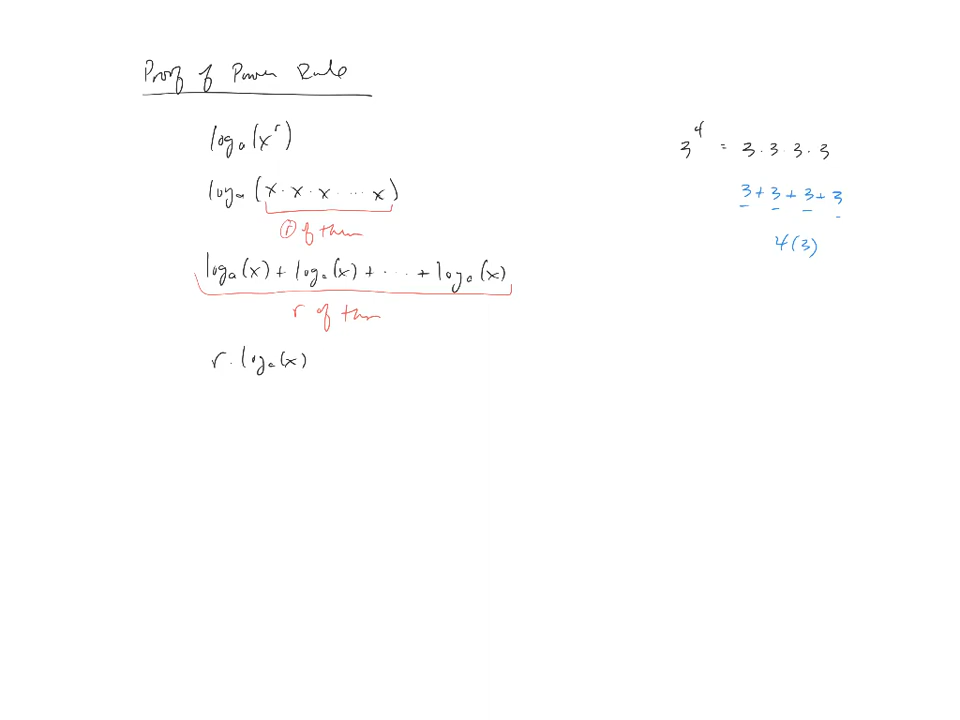 Proof of Power Rule
logₐ(xʳ)
logₐ(x · x · x · ⋯ x)
ⓡ of them
logₐ(x) + logₐ(x) + ⋯ + logₐ(x)
r of them
r · logₐ(x)
3⁴ = 3 · 3 · 3 · 3
3 + 3 + 3 + 3
4(3)